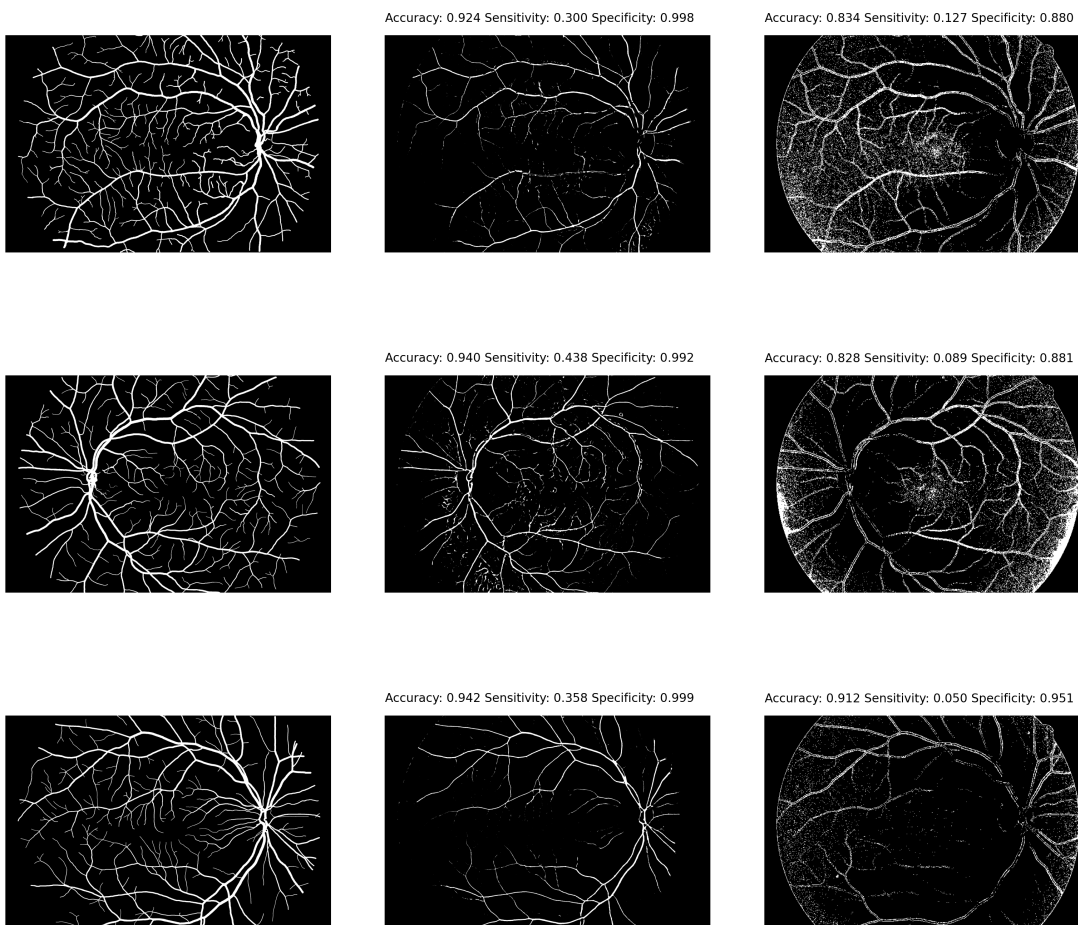 Accuracy: 0.924 Sensitivity: 0.300 Specificity: 0.998
Accuracy: 0.834 Sensitivity: 0.127 Specificity: 0.880
Accuracy: 0.940 Sensitivity: 0.438 Specificity: 0.992
Accuracy: 0.828 Sensitivity: 0.089 Specificity: 0.881
Accuracy: 0.942 Sensitivity: 0.358 Specificity: 0.999
Accuracy: 0.912 Sensitivity: 0.050 Specificity: 0.951